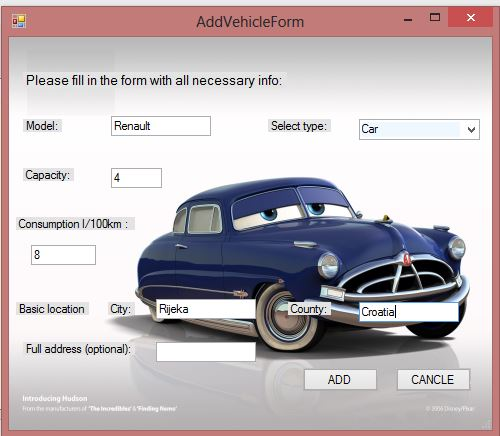 AddVehicleForm
Please fill in the form with all necessary info:
Model: Renault Select type: Car
Capacity: 4
Consumption l/100km :
8
Basic location City: Rijeka County: Croatia
Full address (optional):
ADD CANCLE
Introducing Hudson
From the manufacturers of "The Incredibles" & "Finding Nemo" © 2006 Disney/Pixar